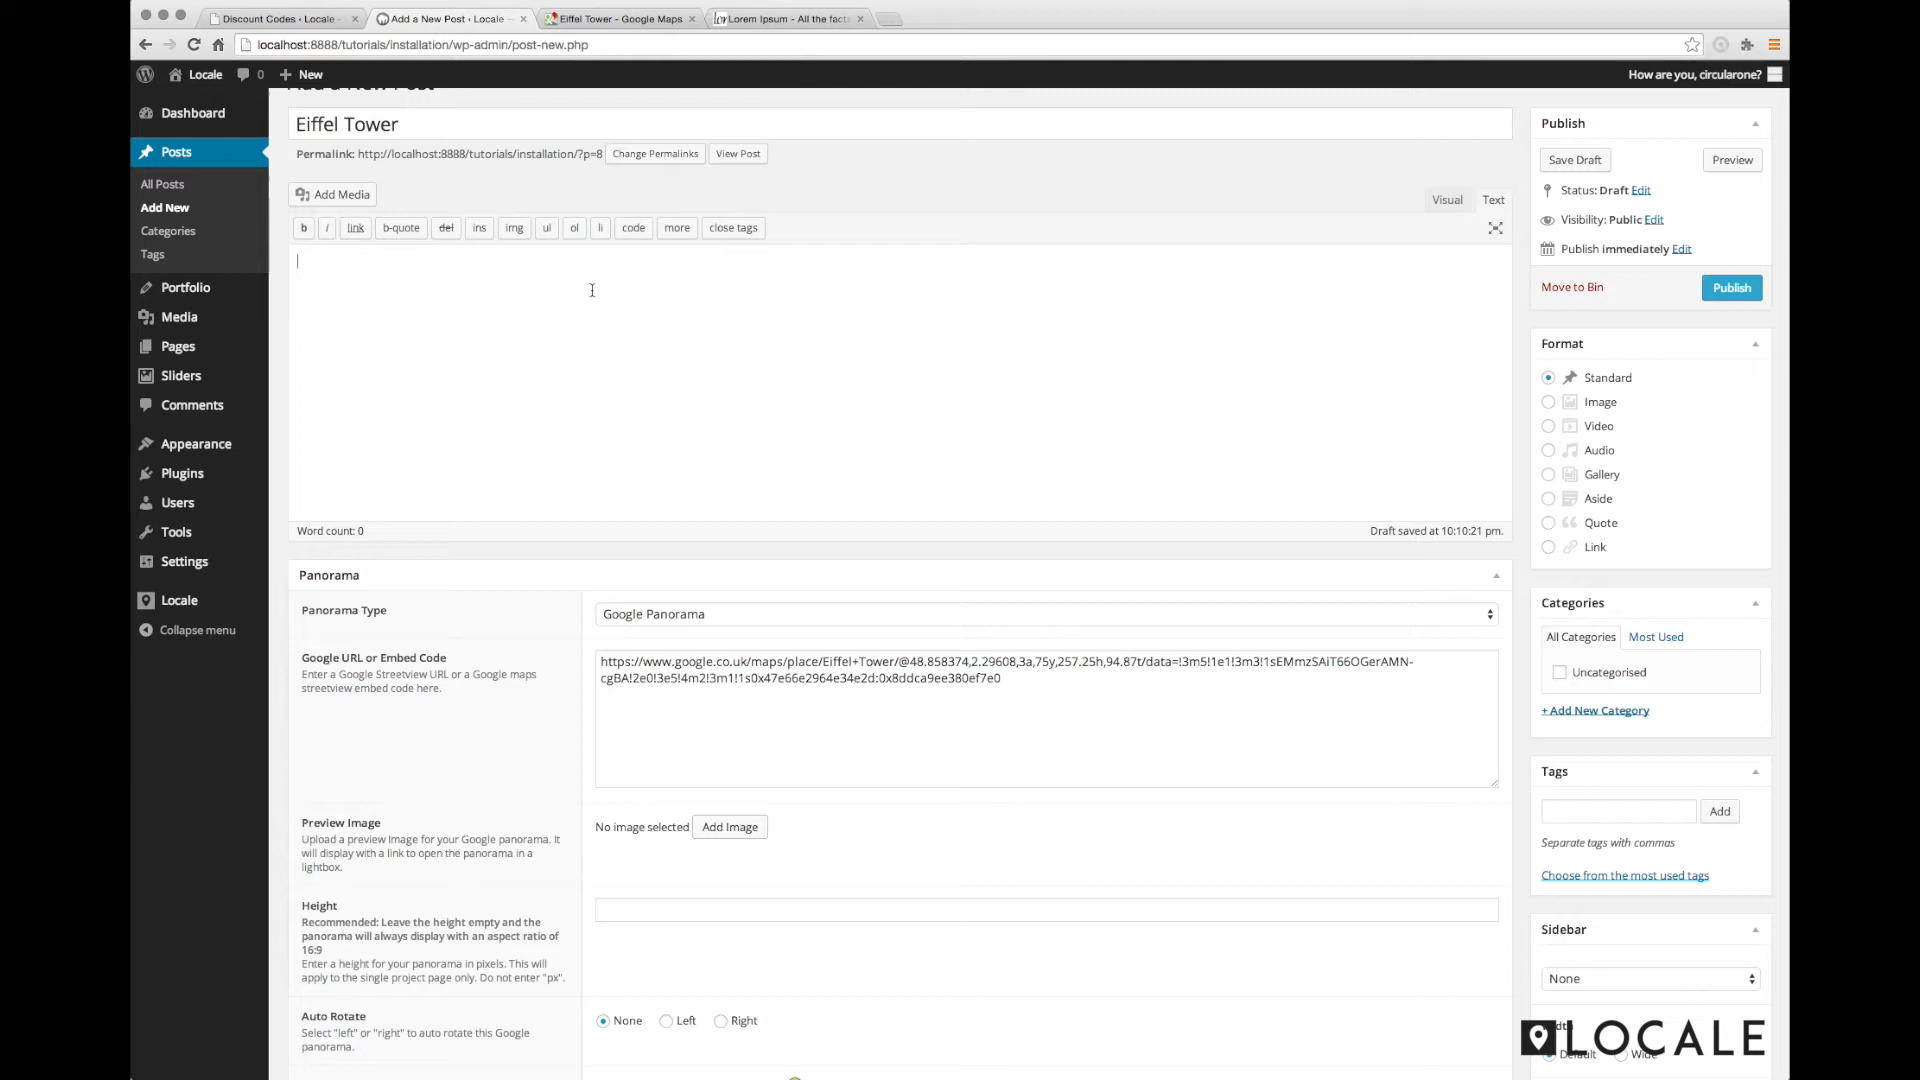 Discount Codes ‹ Locale -
Add a New Post ‹ Locale —
Eiffel Tower - Google Maps
Lorem Ipsum - All the facts
localhost:8888/tutorials/installation/wp-admin/post-new.php
Locale
0
New
How are you, circularone?
Dashboard
Posts
All Posts
Add New
Categories
Tags
Portfolio
Media
Pages
Sliders
Comments
Appearance
Plugins
Users
Tools
Settings
Locale
Collapse menu
Add a New Post
Eiffel Tower
Permalink: http://localhost:8888/tutorials/installation/?p=8
Change Permalinks
View Post
Add Media
Visual
Text
b
i
link
b-quote
del
ins
img
ul
ol
li
code
more
close tags
Word count: 0
Draft saved at 10:10:21 pm.
Panorama
Panorama Type
Google Panorama
Google URL or Embed Code
Enter a Google Streetview URL or a Google maps
streetview embed code here.
https://www.google.co.uk/maps/place/Eiffel+Tower/@48.858374,2.29608,3a,75y,257.25h,94.87t/data=!3m5!1e1!3m3!1sEMmzSAiT66OGerAMN-
cgBA!2e0!3e5!4m2!3m1!1s0x47e66e2964e34e2d:0x8ddca9ee380ef7e0
Preview Image
Upload a preview Image for your Google panorama. It
will display with a link to open the panorama in a
lightbox.
No image selected
Add Image
Height
Recommended: Leave the height empty and the
panorama will always display with an aspect ratio of
16:9
Enter a height for your panorama in pixels. This will
apply to the single project page only. Do not enter "px".
Auto Rotate
Select "left" or "right" to auto rotate this Google
panorama.
None
Left
Right
Publish
Save Draft
Preview
Status: Draft Edit
Visibility: Public Edit
Publish immediately Edit
Move to Bin
Publish
Format
Standard
Image
Video
Audio
Gallery
Aside
Quote
Link
Categories
All Categories
Most Used
Uncategorised
+ Add New Category
Tags
Add
Separate tags with commas
Choose from the most used tags
Sidebar
None
Width
Default
Wide
LOCALE